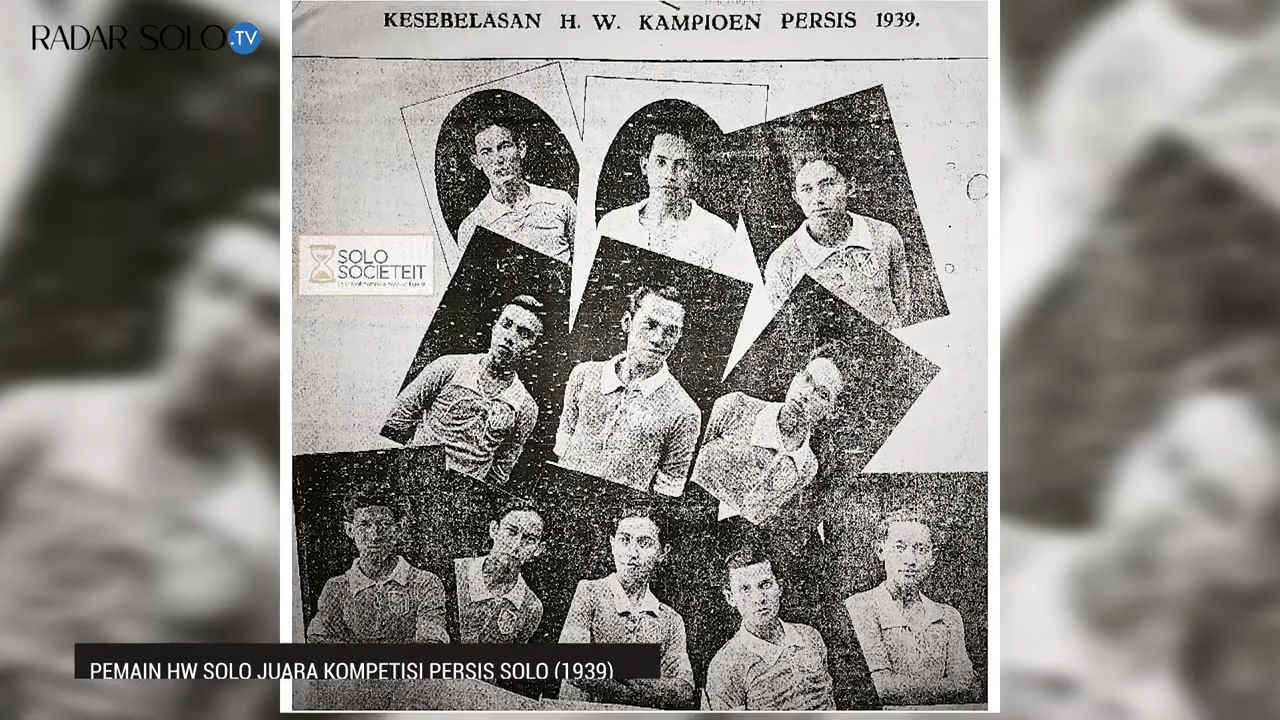 RADAR SOLO.TV
KESEBELASAN H. W. KAMPIOEN PERSIS 1939.
SOLO
SOCIETEIT
PEMAIN HW SOLO JUARA KOMPETISI PERSIS SOLO (1939)